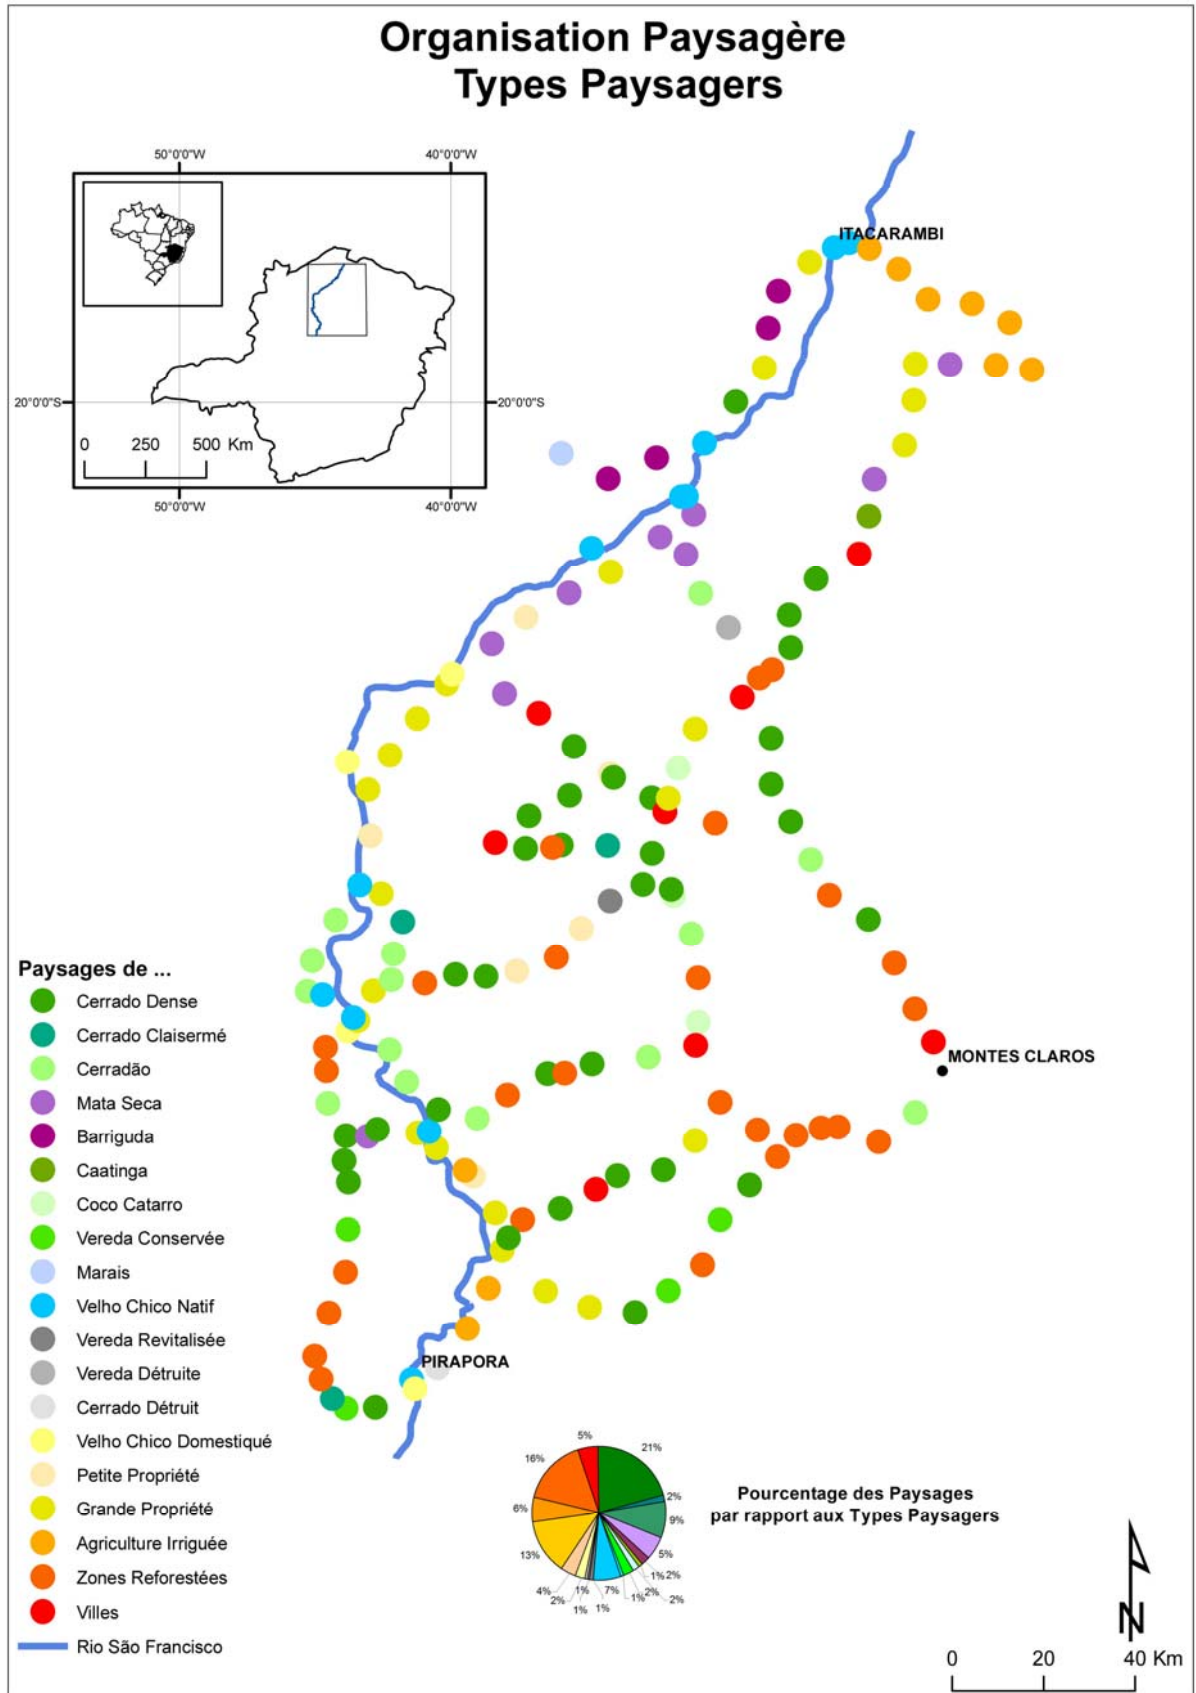 Organisation Paysagère
Types Paysagers
50°0'0"W
40°0'0"W
20°0'0"S
20°0'0"S
0 250 500 Km
50°0'0"W
40°0'0"W
ITACARAMBI
MONTES CLAROS
PIRAPORA
Paysages de ...
Cerrado Dense
Cerrado Claisermé
Cerradão
Mata Seca
Barriguda
Caatinga
Coco Catarro
Vereda Conservée
Marais
Velho Chico Natif
Vereda Revitalisée
Vereda Détruite
Cerrado Détruit
Velho Chico Domestiqué
Petite Propriété
Grande Propriété
Agriculture Irriguée
Zones Reforestées
Villes
Rio São Francisco
5%
21%
16%
2%
6%
9%
13%
5%
4%
2%
1%
1%
1%
7%
1%
2%
2%
1%
2%
Pourcentage des Paysages
par rapport aux Types Paysagers
N
0 20 40 Km